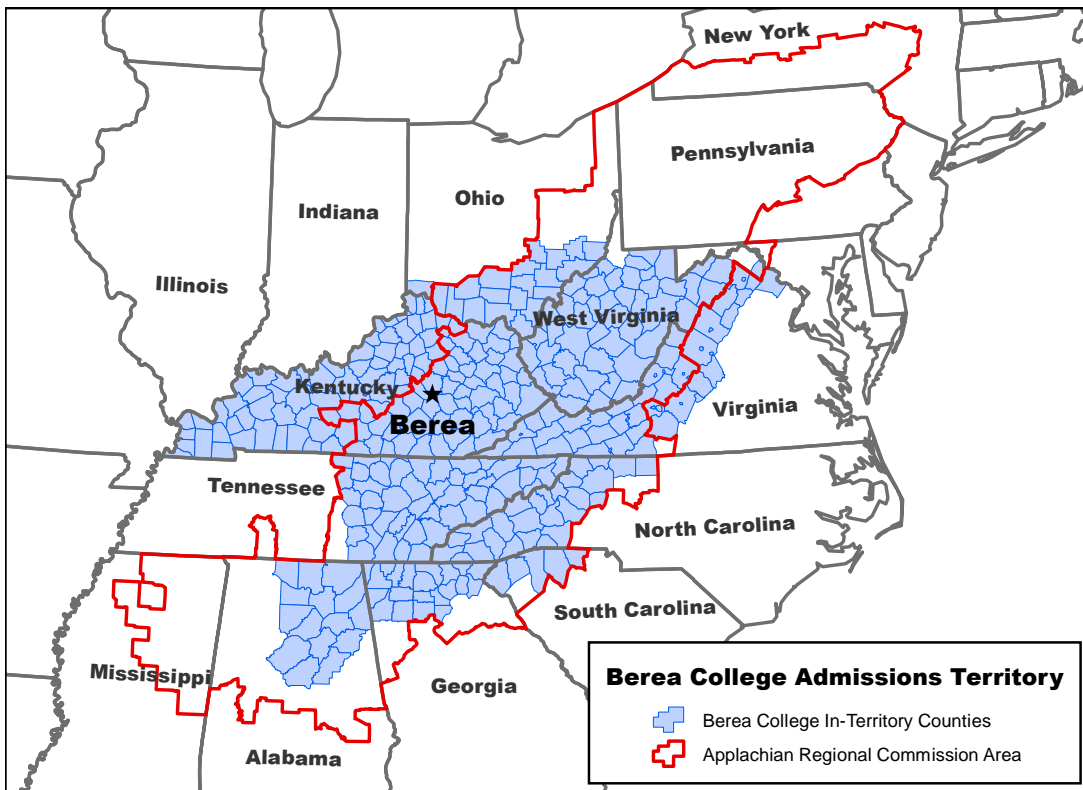 New York
Pennsylvania
Ohio
Indiana
Illinois
West Virginia
Kentucky
Berea
Virginia
Tennessee
North Carolina
South Carolina
Mississippi
Georgia
Alabama
Berea College Admissions Territory
Berea College In-Territory Counties
Applachian Regional Commission Area